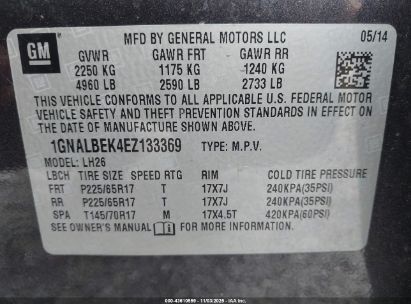 GM
MFD BY GENERAL MOTORS LLC 05/14
GVWR GAWR FRT GAWR RR
2250 KG 1175 KG 1240 KG
4960 LB 2590 LB 2733 LB
THIS VEHICLE CONFORMS TO ALL APPLICABLE U.S. FEDERAL MOTOR
VEHICLE SAFETY AND THEFT PREVENTION STANDARDS IN EFFECT ON
THE DATE OF MANUFACTURE SHOWN ABOVE.
1GNALBEK4EZ133369 TYPE: M.P.V.
MODEL: LH26
LBCH TIRE SIZE SPEED RTG RIM COLD TIRE PRESSURE
FRT P225/65R17 T 17X7J 240KPA(35PSI)
RR P225/65R17 T 17X7J 240KPA(35PSI)
SPA T145/70R17 M 17X4.5T 420KPA(60PSI)
SEE OWNER'S MANUAL FOR ADDITIONAL INFORMATION.